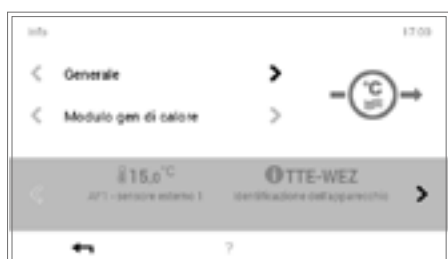 Info
17:03
< Generale >
°C
< Modulo gen di calore >
15,0°C
TTE-WEZ
AF1 - sensore esterno 1
Identificazione dell'apparecchio
?